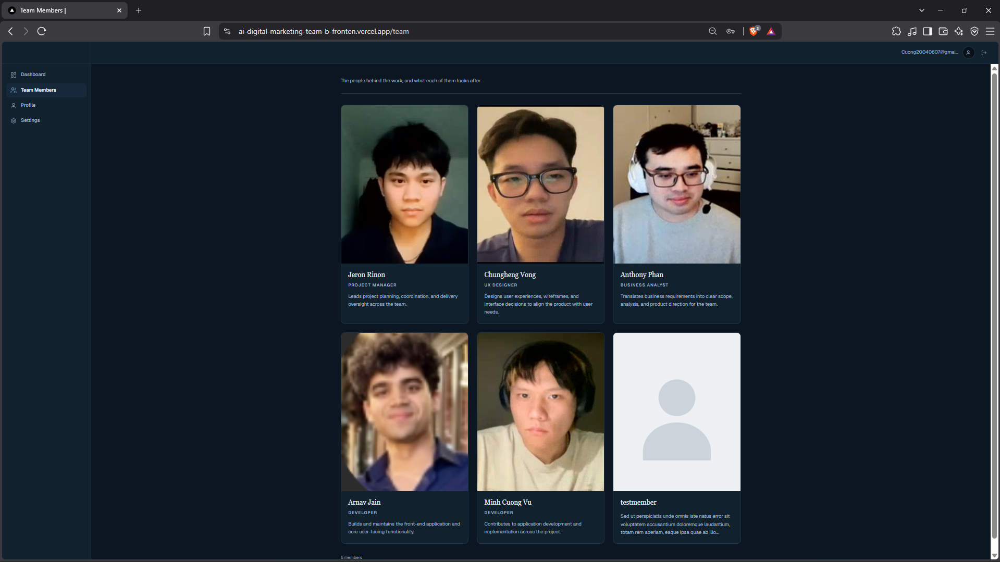 Team Members |
ai-digital-marketing-team-b-fronten.vercel.app/team
2
Cuong20040607@gmai...
Dashboard
Team Members
Profile
Settings
The people behind the work, and what each of them looks after.
Jeron Rinon
PROJECT MANAGER
Leads project planning, coordination, and delivery
oversight across the team.
Chungheng Vong
UX DESIGNER
Designs user experiences, wireframes, and
interface decisions to align the product with user
needs.
Anthony Phan
BUSINESS ANALYST
Translates business requirements into clear scope,
analysis, and product direction for the team.
Arnav Jain
DEVELOPER
Builds and maintains the front-end application and
core user-facing functionality.
Minh Cuong Vu
DEVELOPER
Contributes to application development and
implementation across the project.
testmember
Sed ut perspiciatis unde omnis iste natus error sit
voluptatem accusantium doloremque laudantium,
totam rem aperiam, eaque ipsa quae ab illo...
6 members